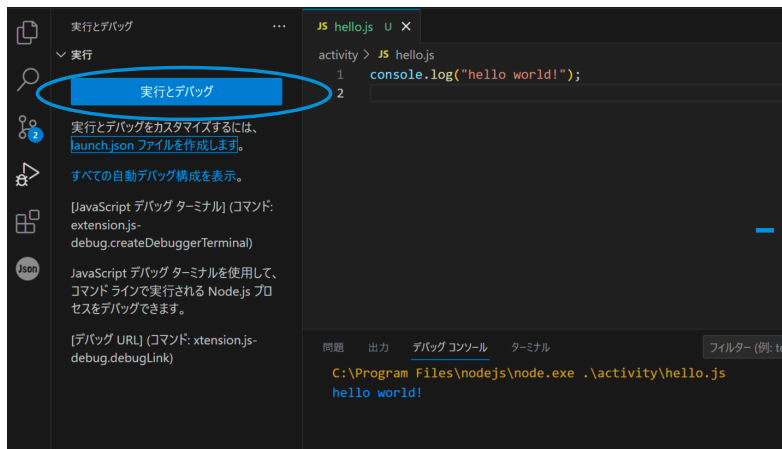 実行とデバッグ ...
実行
実行とデバッグ
実行とデバッグをカスタマイズするには、
launch.json ファイルを作成します。
すべての自動デバッグ構成を表示。
[JavaScript デバッグ ターミナル] (コマンド:
extension.js-
debug.createDebuggerTerminal)
JavaScript デバッグ ターミナルを使用して、
コマンド ラインで実行される Node.js プロ
セスをデバッグできます。
[デバッグ URL] (コマンド: xtension.js-
debug.debugLink)
2
Json
JS hello.js U X
activity > JS hello.js
1 console.log("hello world!");
2
問題 出力 デバッグ コンソール ターミナル フィルター (例: te
C:\Program Files\nodejs\node.exe .\activity\hello.js
hello world!